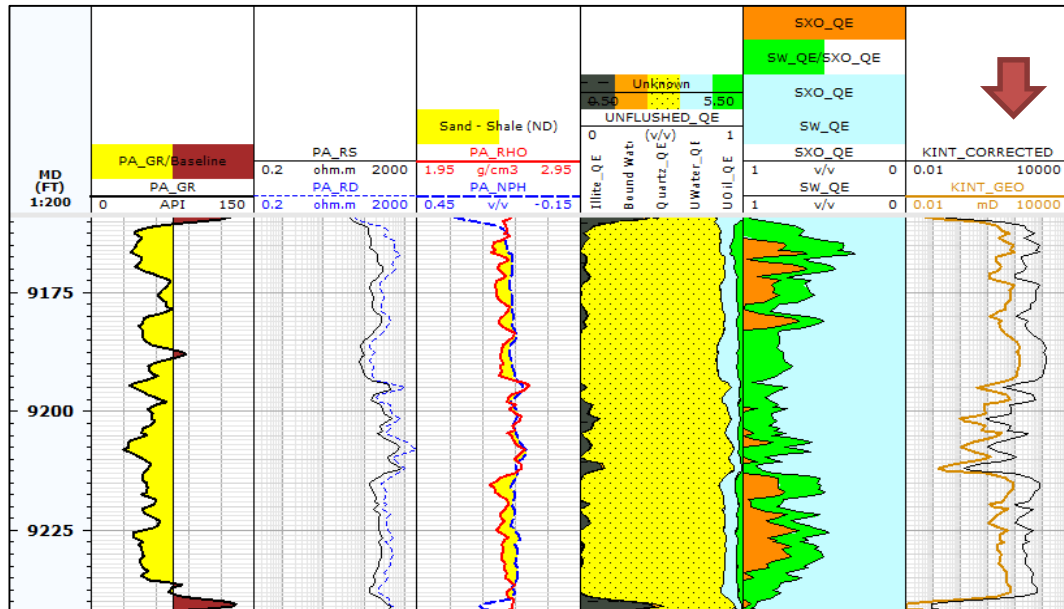 SXO_QE
SW_QE/SXO_QE
SXO_QE
SW_QE
SXO_QE
1 v/v 0
SW_QE
1 v/v 0
Unknown
0.50 5.50
UNFLUSHED_QE
0 (v/v) 1
Illite_QE
Bound Wat
Quartz_QE
UWater_QE
UOil_QE
Sand - Shale (ND)
PA_RHO
1.95 g/cm3 2.95
PA_NPH
0.45 v/v -0.15
PA_RS
0.2 ohm.m 2000
PA_RD
0.2 ohm.m 2000
PA_GR/Baseline
PA_GR
0 API 150
MD
(FT)
1:200
KINT_CORRECTED
0.01 10000
KINT_GEO
0.01 mD 10000
9175
9200
9225